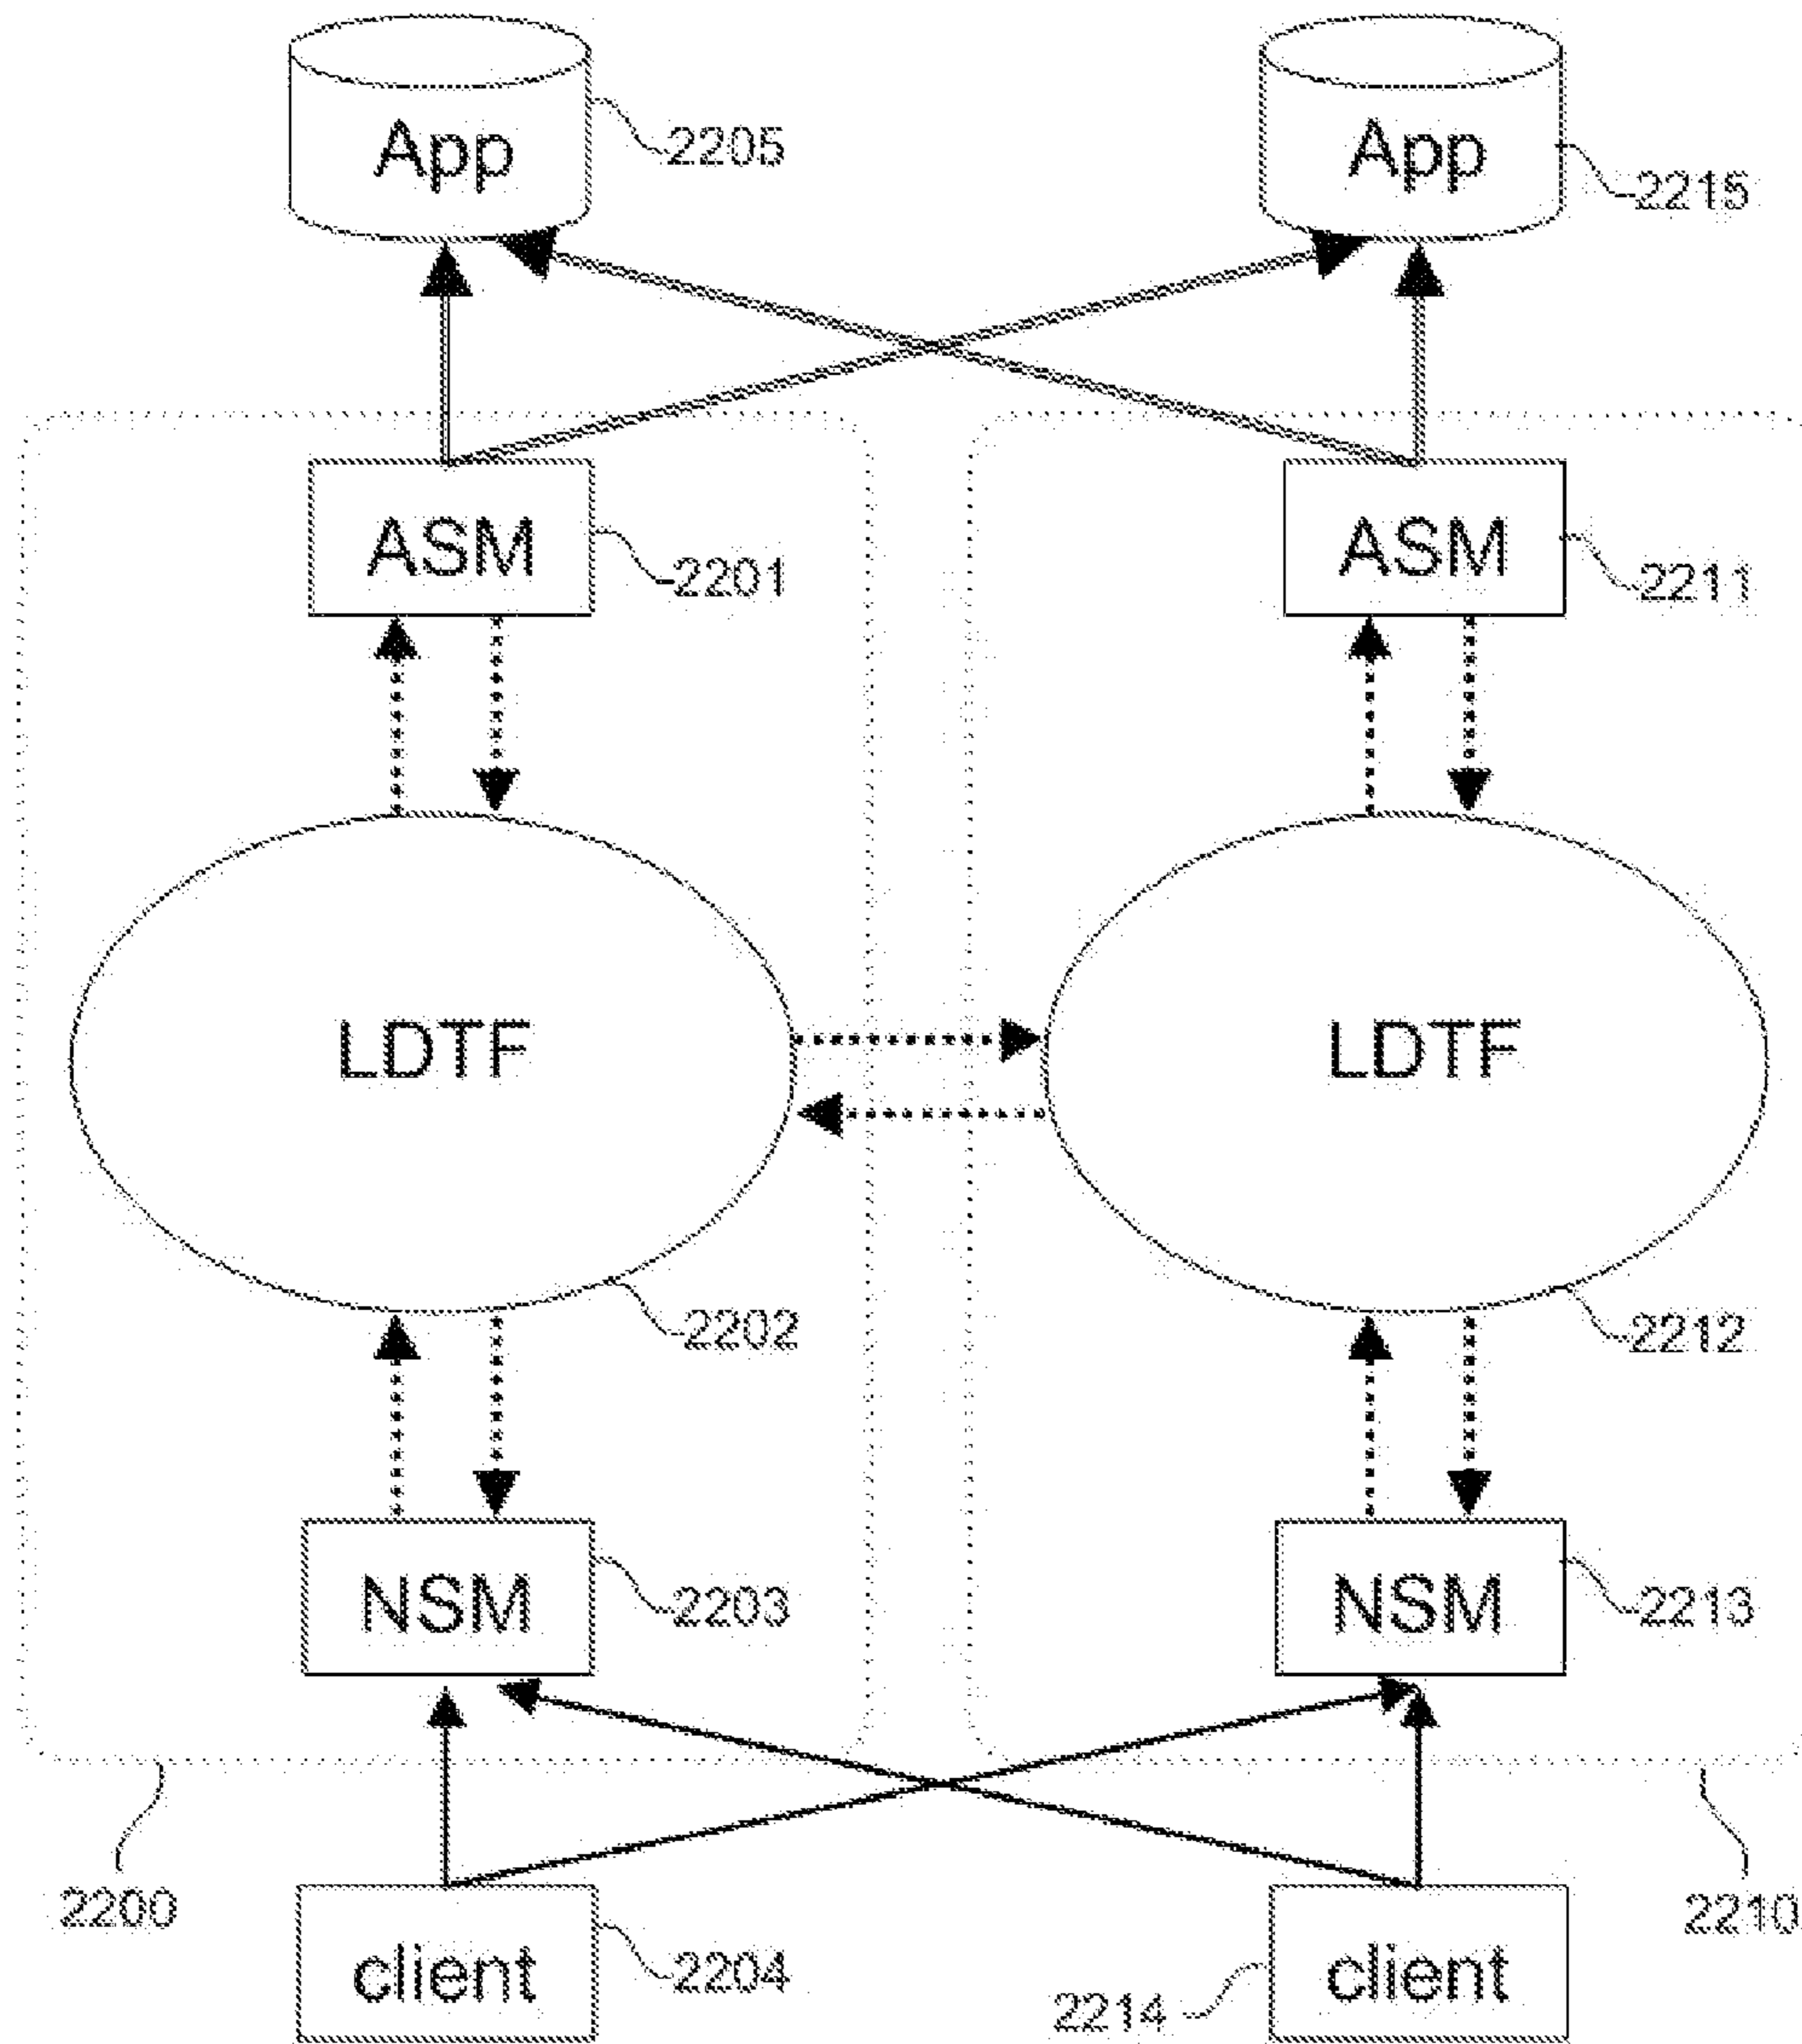 App
2205
App
2215
ASM
2201
ASM
2211
LDTF
LDTF
2202
2212
NSM
2203
NSM
2213
2200
2210
client
2204
2214
client